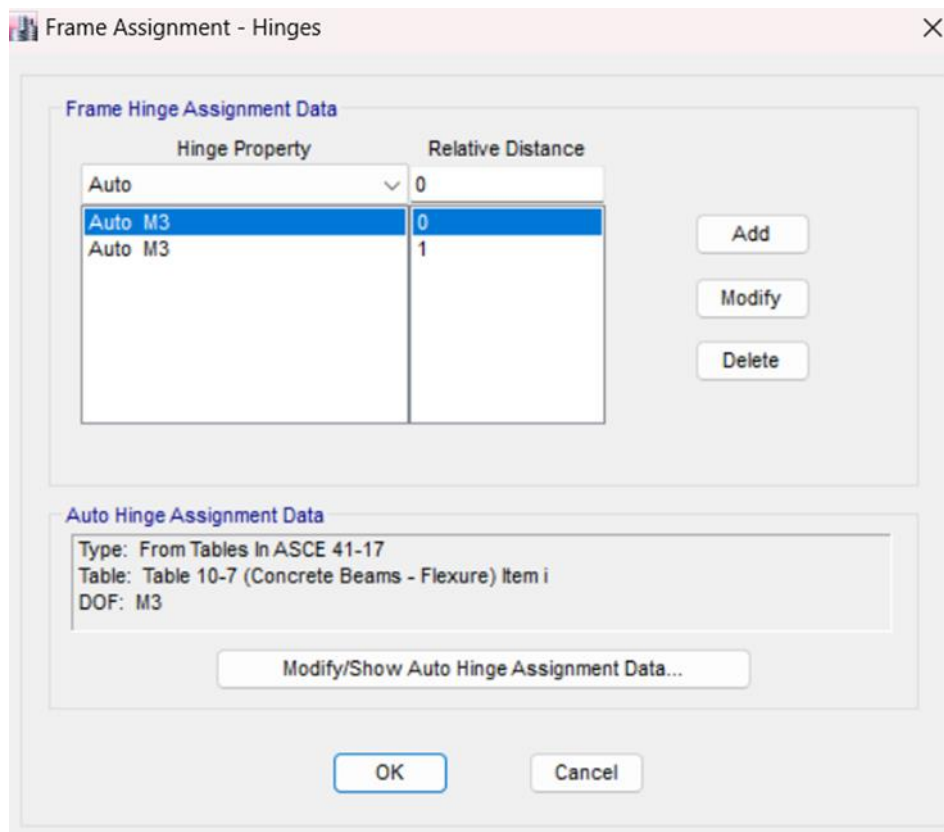 Frame Assignment - Hinges
Frame Hinge Assignment Data
Hinge Property Relative Distance
Auto 0
Auto M3 0
Auto M3 1
Add
Modify
Delete
Auto Hinge Assignment Data
Type: From Tables In ASCE 41-17
Table: Table 10-7 (Concrete Beams - Flexure) Item i
DOF: M3
Modify/Show Auto Hinge Assignment Data...
OK Cancel